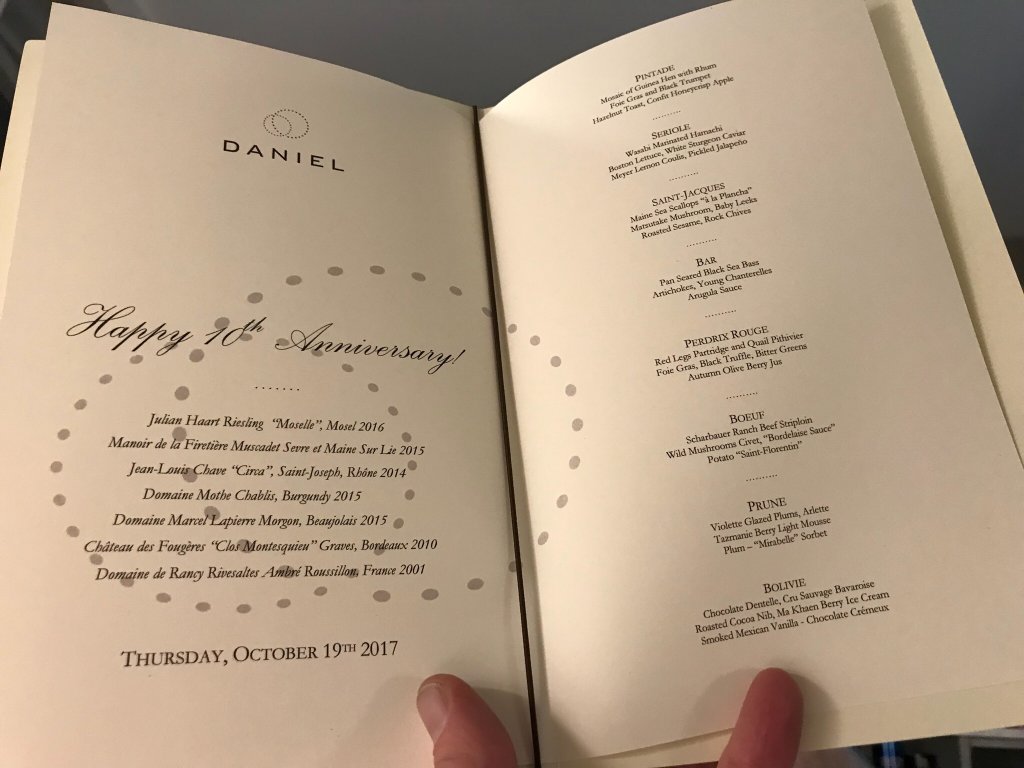 DANIEL
Happy 10th Anniversary!
.......
Julian Haart Riesling "Moselle", Mosel 2016
Manoir de la Firetière Muscadet Sevre et Maine Sur Lie 2015
Jean-Louis Chave "Circa", Saint-Joseph, Rhône 2014
Domaine Mothe Chablis, Burgundy 2015
Domaine Marcel Lapierre Morgon, Beaujolais 2015
Château des Fougères "Clos Montesquieu" Graves, Bordeaux 2010
Domaine de Rancy Rivesaltes Ambré Roussillon, France 2001
THURSDAY, OCTOBER 19TH 2017
PINTADE
Mosaic of Guinea Hen with Rhum
Foie Gras and Black Trumpet
Hazelnut Toast, Confit Honeycrisp Apple
..........
SERIOLE
Wasabi Marinated Hamachi
Boston Lettuce, White Sturgeon Caviar
Meyer Lemon Coulis, Pickled Jalapeño
..........
SAINT-JACQUES
Maine Sea Scallops "à la Plancha"
Matsutake Mushroom, Baby Leeks
Roasted Sesame, Rock Chives
..........
BAR
Pan Seared Black Sea Bass
Artichokes, Young Chanterelles
Arugula Sauce
..........
PERDRIX ROUGE
Red Legs Partridge and Quail Pithivier
Foie Gras, Black Truffle, Bitter Greens
Autumn Olive Berry Jus
..........
BOEUF
Scharbauer Ranch Beef Striploin
Wild Mushrooms Civet, "Bordelaise Sauce"
Potato "Saint-Florentin"
..........
PRUNE
Violette Glazed Plums, Arlette
Tazmanie Berry Light Mousse
Plum – "Mirabelle" Sorbet
BOLIVIE
Chocolate Dentelle, Cru Sauvage Bavaroise
Roasted Cocoa Nib, Ma Khaen Berry Ice Cream
Smoked Mexican Vanilla - Chocolate Crémeux